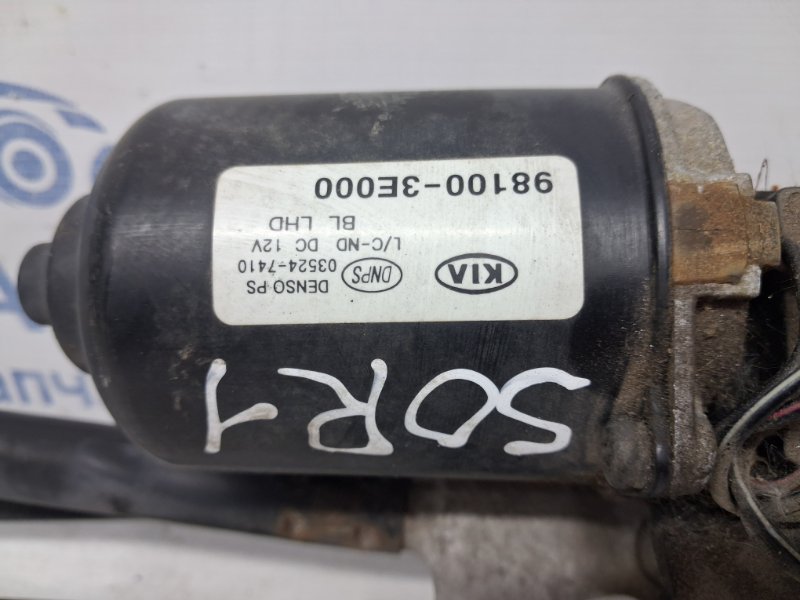 98100-3E000
BL LHD
L/C-ND DC 12V
03524-7410
DENSO PS
DNPS
KIA
SOR1